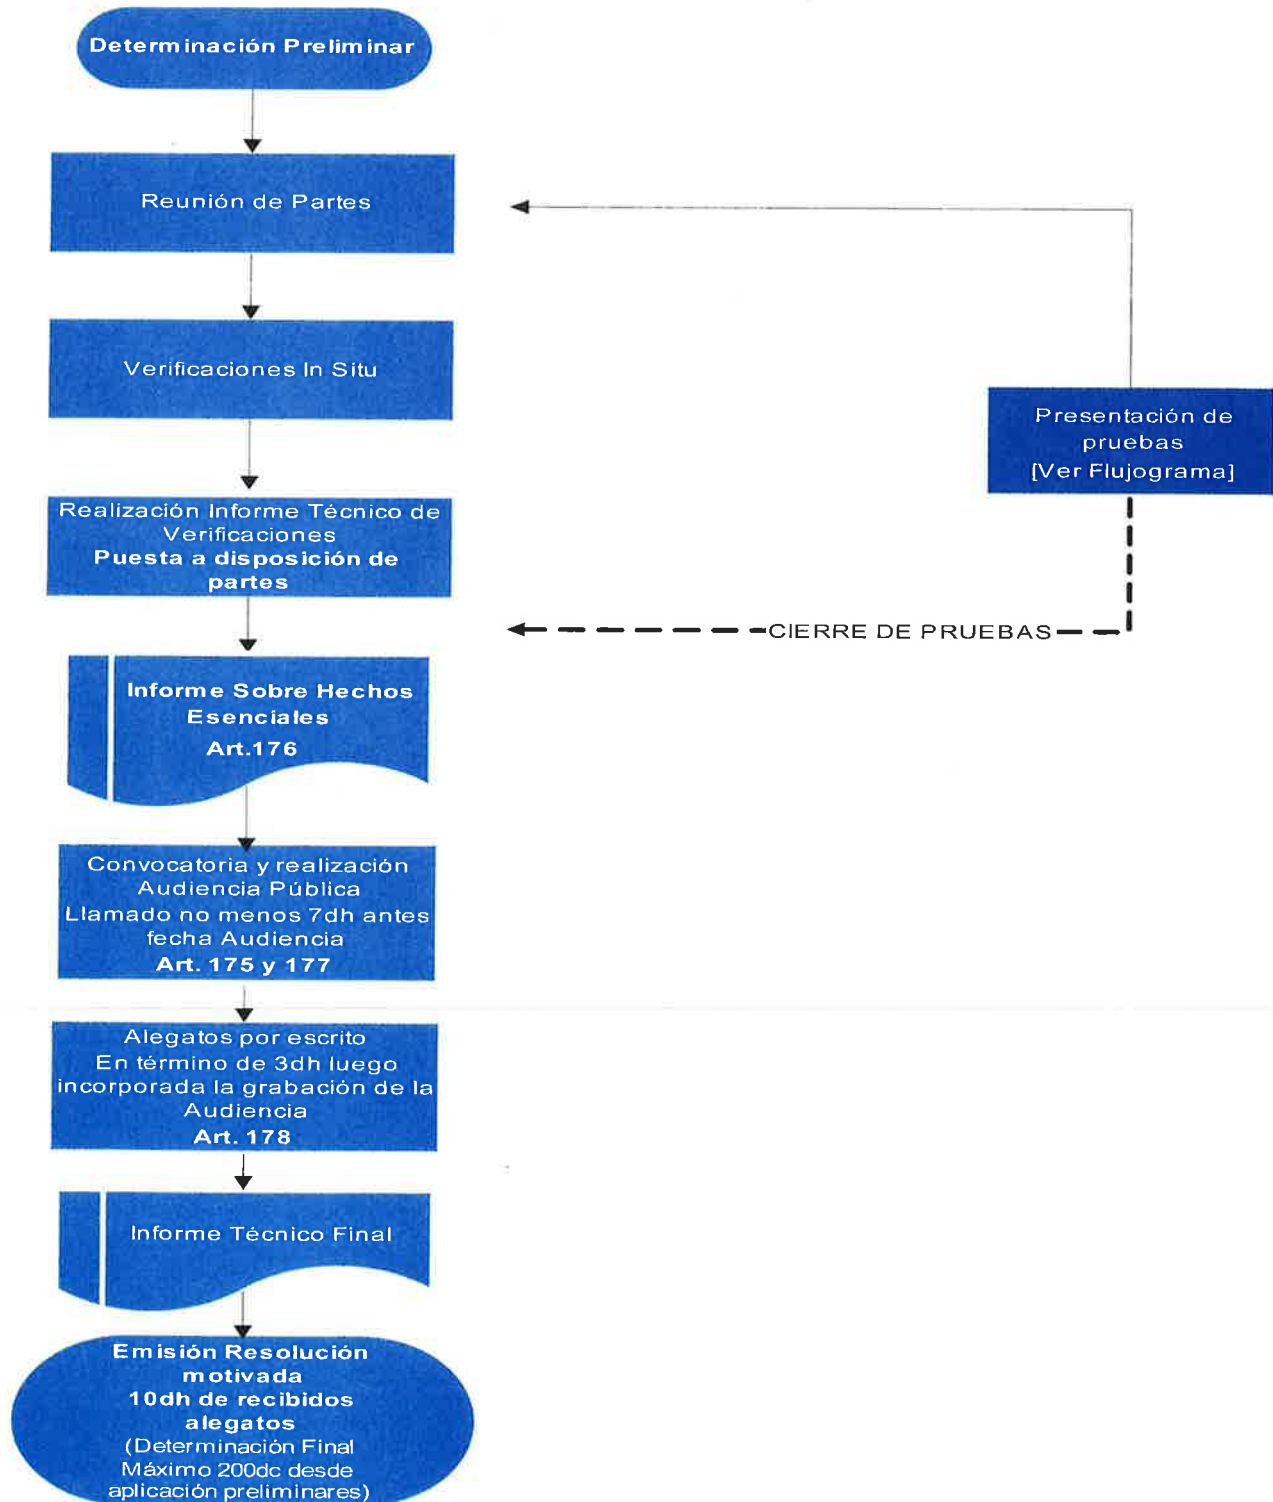 Determinación Preliminar
Reunión de Partes
Verificaciones In Situ
Presentación de
pruebas
[Ver Flujograma]
Realización Informe Técnico de
Verificaciones
Puesta a disposición de
partes
CIERRE DE PRUEBAS
Informe Sobre Hechos
Esenciales
Art.176
Convocatoria y realización
Audiencia Pública
Llamado no menos 7dh antes
fecha Audiencia
Art. 175 y 177
Alegatos por escrito
En término de 3dh luego
incorporada la grabación de la
Audiencia
Art. 178
Informe Técnico Final
Emisión Resolución
motivada
10dh de recibidos
alegatos
(Determinación Final
Máximo 200dc desde
aplicación preliminares)